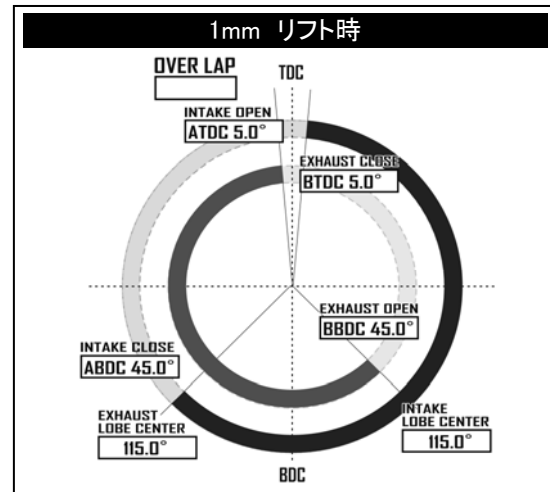 1mm リフト時
OVER LAP
TDC
INTAKE OPEN
ATDC 5.0°
EXHAUST CLOSE
BTDC 5.0°
EXHAUST OPEN
BBDC 45.0°
INTAKE CLOSE
ABDC 45.0°
EXHAUST
LOBE CENTER
115.0°
INTAKE
LOBE CENTER
115.0°
BDC